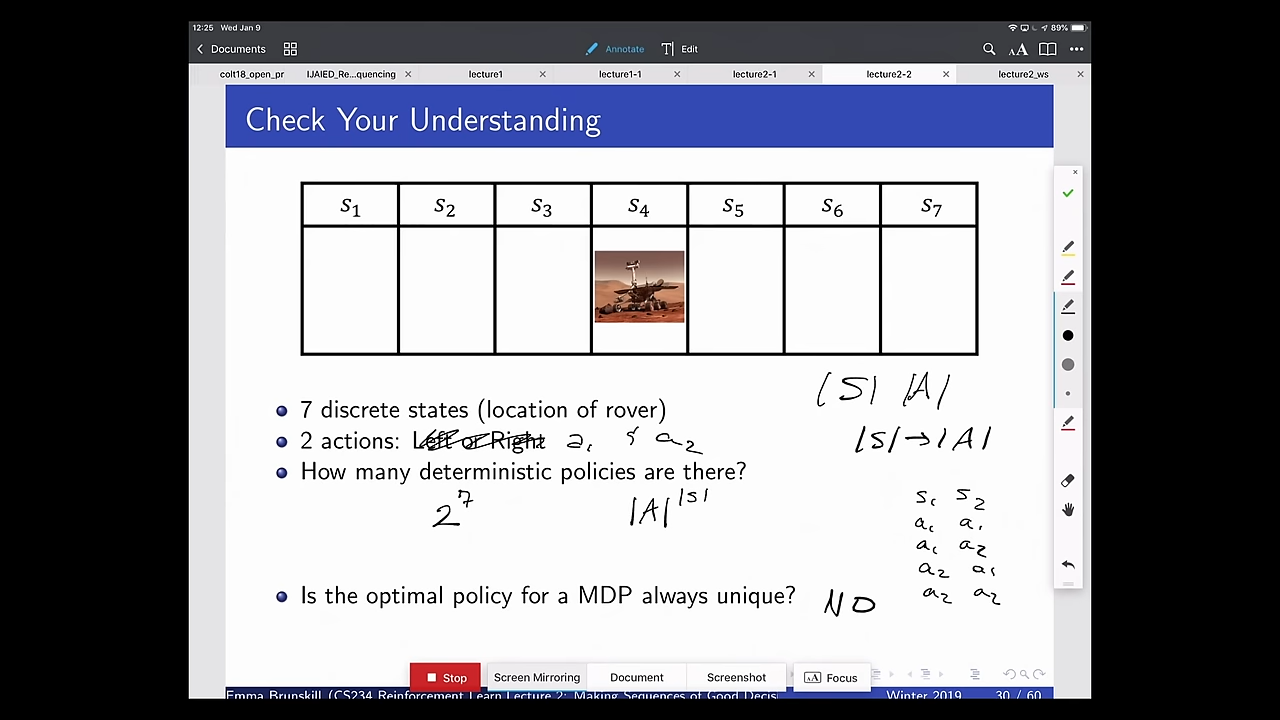 12:25 Wed Jan 9 89%
Documents Annotate Edit
colt18_open_pr IJAIED_Re...quencing lecture1 lecture1-1 lecture2-1 lecture2-2 lecture2_ws
Check Your Understanding
s1 s2 s3 s4 s5 s6 s7
|S| |A|
7 discrete states (location of rover)
2 actions: Left or Right a1 & a2
|S| → |A|
How many deterministic policies are there?
2^7 |A|^|S|
s1 s2
a1 a1
a1 a2
a2 a1
a2 a2
Is the optimal policy for a MDP always unique? NO
Stop Screen Mirroring Document Screenshot AA Focus
Emma Brunskill (CS234 Reinforcement Learn Lecture 2: Making Sequences of Good Decis Winter 2019 30 / 60